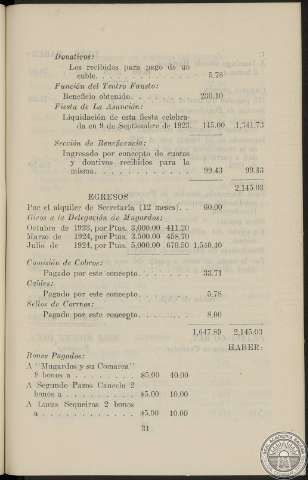 Donativos:
Los recibidos para pago de un
cable. . . . . . . . . . . . . 5.78
Función del Teatro Fausto:
Beneficio obtenido. . . . . . . . . 230.10
Fiesta de La Asunción:
Liquidación de esta fiesta celebra-
da en 9 de Septiembre de 1923. 145.00 1,741.73
Sección de Beneficencia:
Ingresado por concepto de cuotas
y donativos recibidos para la
misma. . . . . . . . . . . . . 99.43 99.43
2,145.03
EGRESOS
Por el alquiler de Secretaría (12 meses). . 60.00
Giros a la Delegación de Mugardos:
Octubre de 1923, por Ptas. 3,000.00 411.20
Marzo de 1924, por Ptas. 3.500.00 458.70
Julio de 1924, por Ptas. 5,000.00 670.50 1,540.40
Comisión de Cobros:
Pagado por este concepto. . . . . . . 33.71
Cables:
Pagado por este concepto. . . . . . . 5.78
Sellos de Correos:
Pagado por este concepto. . . . . . . 8.00
1,647.89 2,145.03
HABER:
Bonos Pagados:
A "Mugardos y su Comarca"
8 bonos a . . . . . . . . . $5.00 40.00
A Segundo Pazos Cancelo 2
bonos a . . . . . . . . . . $5.00 10.00
A Lucas Sequeiros 2 bonos
a . . . . . . . . . . . . . $5.00 10.00
31